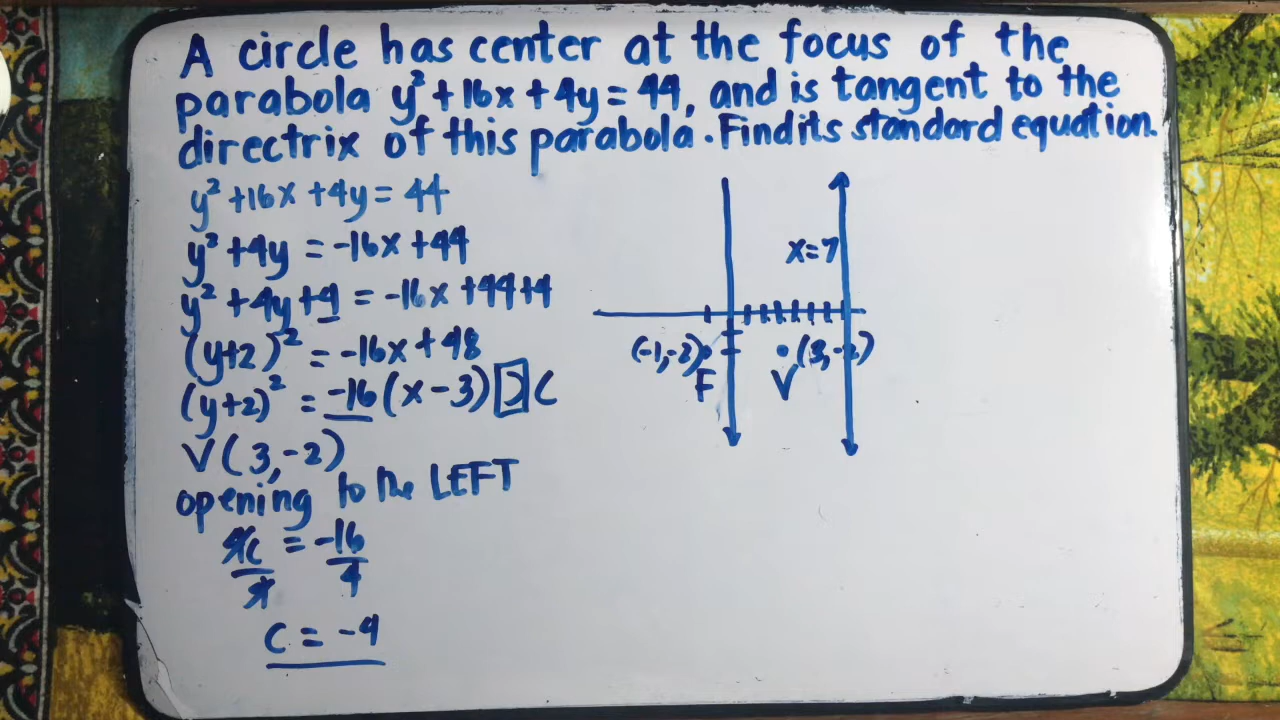 A circle has center at the focus of the
parabola y²+16x+4y=44, and is tangent to the
directrix of this parabola. Find its standard equation.
y²+16x+4y=44
y²+4y=-16x+44
y²+4y+4=-16x+44+4
(y+2)²=-16x+48
(y+2)²=-16(x-3) C
V(3,-2)
opening to the LEFT
4c/4=-16/4
c=-4
x=7
(-1,-2) (3,-2)
F V